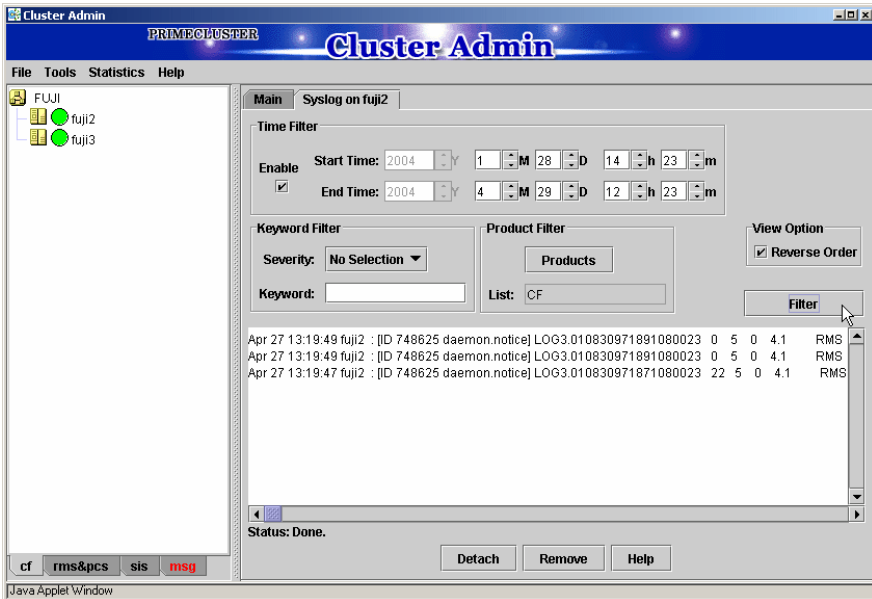 Cluster Admin
PRIMECLUSTER
Cluster Admin
File Tools Statistics Help
FUJI
fuji2
fuji3
Main Syslog on fuji2
Time Filter
Enable
Start Time: 2004 Y 1 M 28 D 14 h 23 m
End Time: 2004 Y 4 M 29 D 12 h 23 m
Keyword Filter
Severity: No Selection
Keyword:
Product Filter
Products
List: CF
View Option
Reverse Order
Filter
Apr 27 13:19:49 fuji2 : [ID 748625 daemon.notice] LOG3.010830971891080023 0 5 0 4.1 RMS
Apr 27 13:19:49 fuji2 : [ID 748625 daemon.notice] LOG3.010830971891080023 0 5 0 4.1 RMS
Apr 27 13:19:47 fuji2 : [ID 748625 daemon.notice] LOG3.010830971871080023 22 5 0 4.1 RMS
Status: Done.
Detach Remove Help
cf rms&pcs sis msg
Java Applet Window